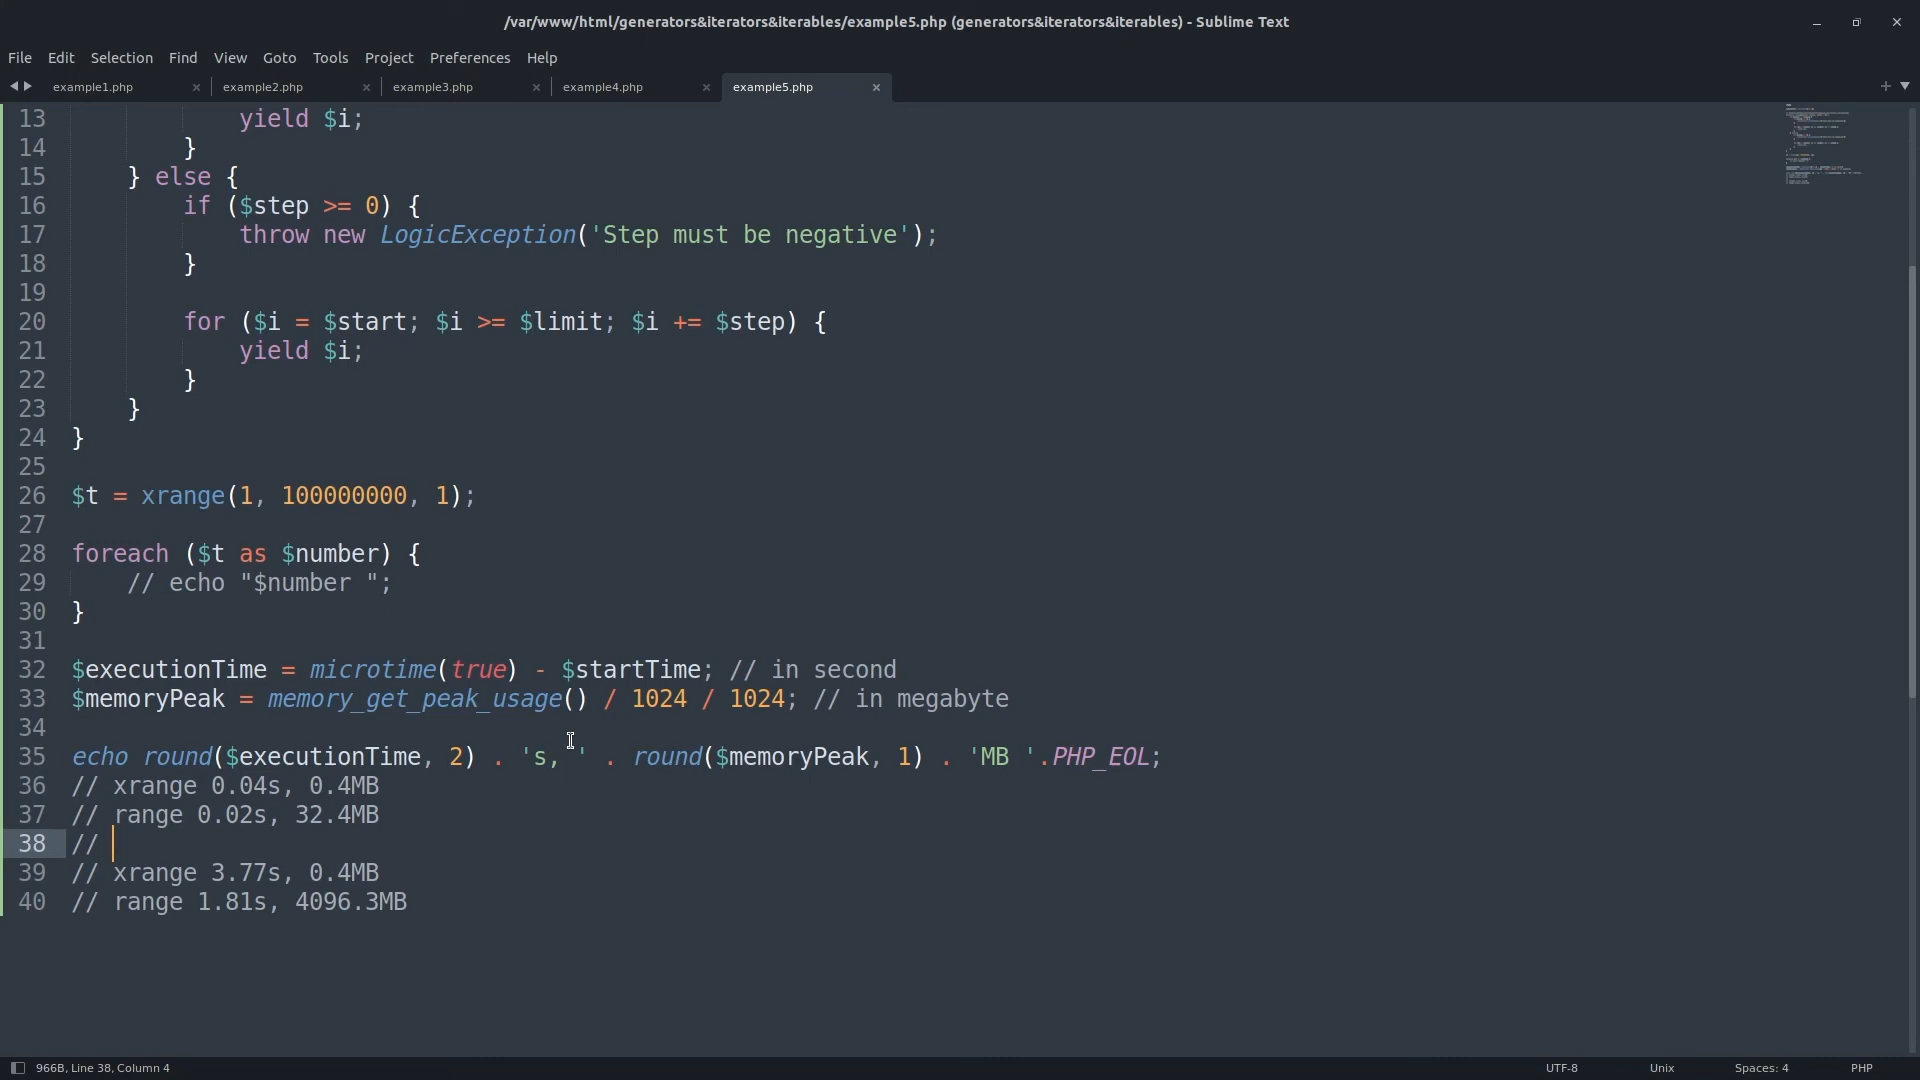 /var/www/html/generators&iterators&iterables/example5.php (generators&iterators&iterables) - Sublime Text
File Edit Selection Find View Goto Tools Project Preferences Help
example1.php example2.php example3.php example4.php example5.php
13 yield $i;
14 }
15 } else {
16 if ($step >= 0) {
17 throw new LogicException('Step must be negative');
18 }
19
20 for ($i = $start; $i >= $limit; $i += $step) {
21 yield $i;
22 }
23 }
24 }
25
26 $t = xrange(1, 100000000, 1);
27
28 foreach ($t as $number) {
29 // echo "$number ";
30 }
31
32 $executionTime = microtime(true) - $startTime; // in second
33 $memoryPeak = memory_get_peak_usage() / 1024 / 1024; // in megabyte
34
35 echo round($executionTime, 2) . 's, ' . round($memoryPeak, 1) . 'MB '.PHP_EOL;
36 // xrange 0.04s, 0.4MB
37 // range 0.02s, 32.4MB
38 //
39 // xrange 3.77s, 0.4MB
40 // range 1.81s, 4096.3MB
966B, Line 38, Column 4 UTF-8 Unix Spaces: 4 PHP